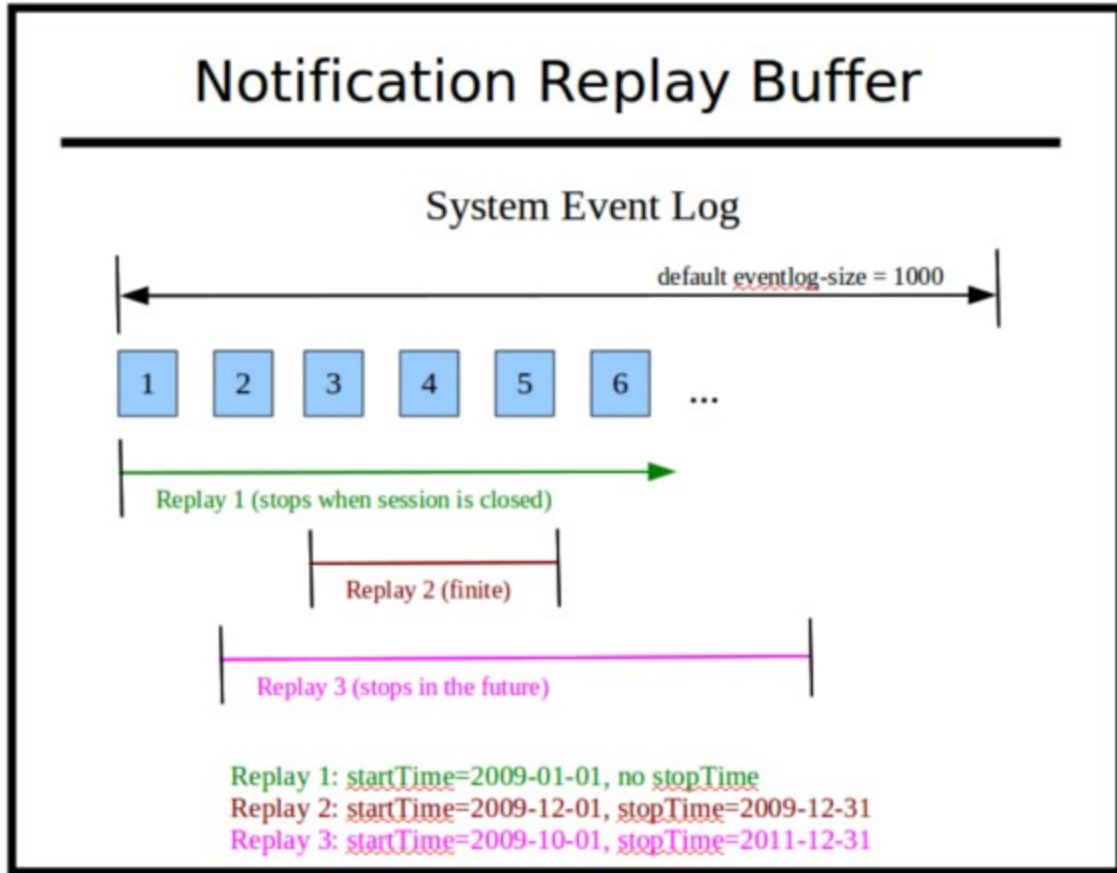 Notification Replay Buffer
System Event Log
default eventlog-size = 1000
1 2 3 4 5 6 ...
Replay 1 (stops when session is closed)
Replay 2 (finite)
Replay 3 (stops in the future)
Replay 1: startTime=2009-01-01, no stopTime
Replay 2: startTime=2009-12-01, stopTime=2009-12-31
Replay 3: startTime=2009-10-01, stopTime=2011-12-31